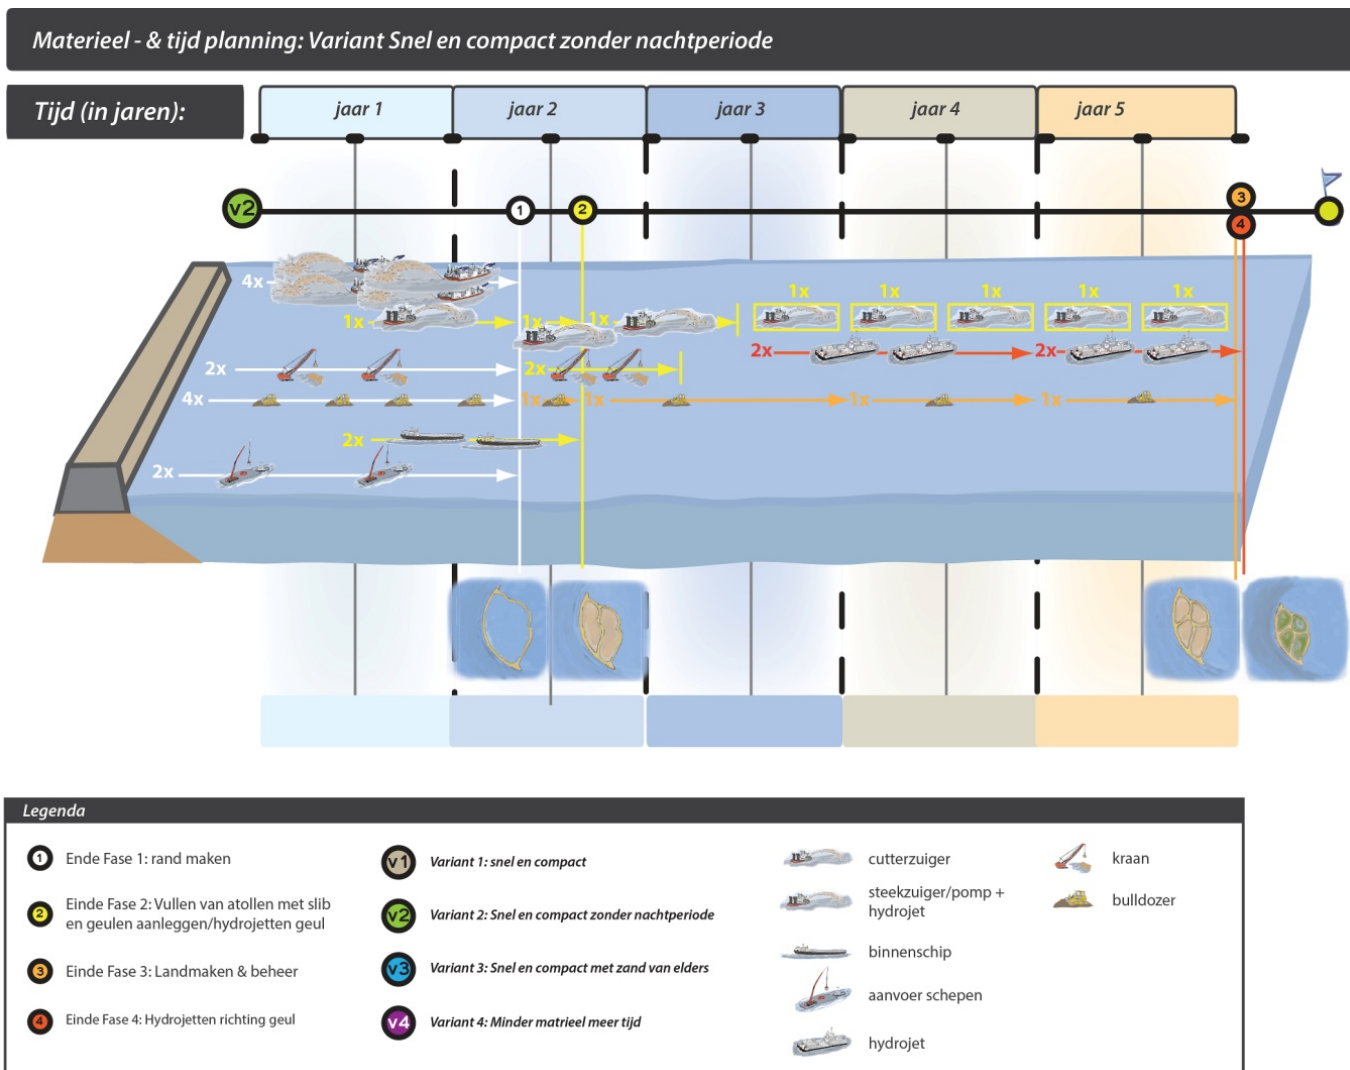 Materieel - & tijd planning: Variant Snel en compact zonder nachtperiode
Tijd (in jaren):
jaar 1
jaar 2
jaar 3
jaar 4
jaar 5
v2
1
2
3
4
4x
1x
1x
1x
1x
1x
1x
1x
1x
2x
2x
2x
2x
4x
1x
1x
1x
1x
2x
2x
Legenda
1 Ende Fase 1: rand maken
2 Einde Fase 2: Vullen van atollen met slib
en geulen aanleggen/hydrojetten geul
3 Einde Fase 3: Landmaken & beheer
4 Einde Fase 4: Hydrojetten richting geul
v1 Variant 1: snel en compact
v2 Variant 2: Snel en compact zonder nachtperiode
v3 Variant 3: Snel en compact met zand van elders
v4 Variant 4: Minder matrieel meer tijd
cutterzuiger
steekzuiger/pomp +
hydrojet
binnenschip
aanvoer schepen
hydrojet
kraan
bulldozer